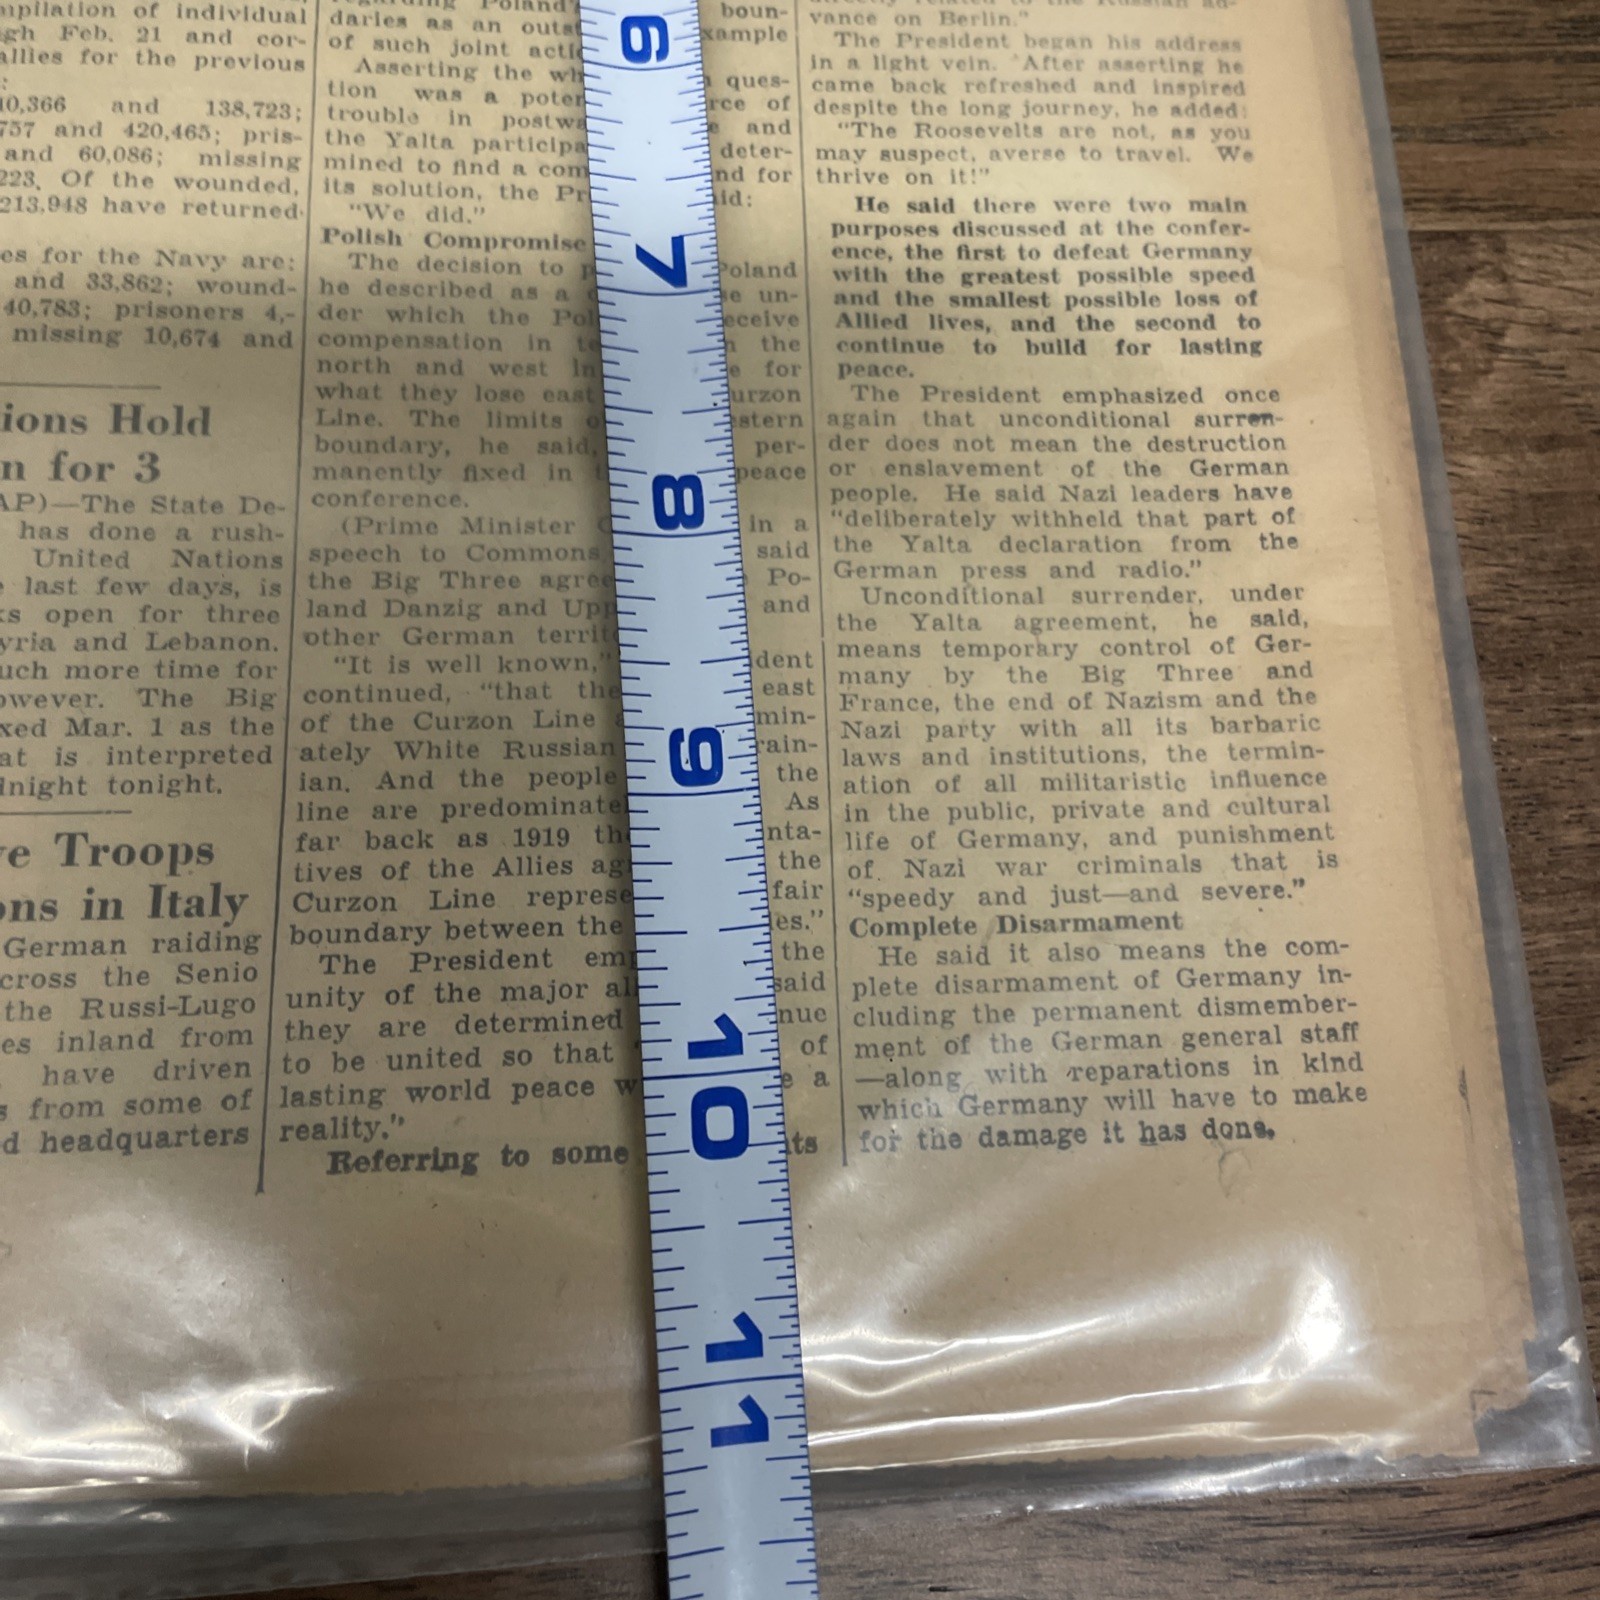 mpilation of individual
gh Feb. 21 and cor-
allies for the previous
:
and 138,723;
757 and 420,465; pris-
and 60,086; missing
223. Of the wounded,
213,948 have returned
es for the Navy are:
and 33,862; wound-
40,783; prisoners 4,-
missing 10,674 and
ions Hold
n for 3
AP)—The State De-
has done a rush-
United Nations
last few days, is
ks open for three
yria and Lebanon.
uch more time for
owever. The Big
xed Mar. 1 as the
at is interpreted
dnight tonight.
ve Troops
ons in Italy
German raiding
cross the Senio
the Russi-Lugo
es inland from
have driven
s from some of
d headquarters
regarding Poland's boun-
daries as an outs xample
of such joint acti
Asserting the wh ques-
tion was a poten rce of
trouble in postwa e and
the Yalta participa deter-
mined to find a com nd for
its solution, the Pr id:
"We did."
Polish Compromise
The decision to p Poland
he described as a e un-
der which the Pol eceive
compensation in te the
north and west in e for
what they lose east urzon
Line. The limits o estern
boundary, he said, per-
manently fixed in t peace
conference.
(Prime Minister C in a
speech to Commons said
the Big Three agree Po-
land Danzig and Upp and
other German territo
"It is well known," dent
continued, "that the east
of the Curzon Line a min-
ately White Russian rain-
ian. And the people the
line are predominate As
far back as 1919 th nta-
tives of the Allies ag the
Curzon Line represe fair
boundary between the es."
The President emp the
unity of the major al said
they are determined nue
to be united so that of
lasting world peace w e a
reality."
Referring to some nts
directly related to the Russian ad-
vance on Berlin."
The President began his address
in a light vein. After asserting he
came back refreshed and inspired
despite the long journey, he added:
"The Roosevelts are not, as you
may suspect, averse to travel. We
thrive on it!"
He said there were two main
purposes discussed at the confer-
ence, the first to defeat Germany
with the greatest possible speed
and the smallest possible loss of
Allied lives, and the second to
continue to build for lasting
peace.
The President emphasized once
again that unconditional surren-
der does not mean the destruction
or enslavement of the German
people. He said Nazi leaders have
"deliberately withheld that part of
the Yalta declaration from the
German press and radio."
Unconditional surrender, under
the Yalta agreement, he said,
means temporary control of Ger-
many by the Big Three and
France, the end of Nazism and the
Nazi party with all its barbaric
laws and institutions, the termin-
ation of all militaristic influence
in the public, private and cultural
life of Germany, and punishment
of Nazi war criminals that is
"speedy and just—and severe."
Complete Disarmament
He said it also means the com-
plete disarmament of Germany in-
cluding the permanent dismember-
ment of the German general staff
—along with reparations in kind
which Germany will have to make
for the damage it has done.
6
7
8
9
10
11